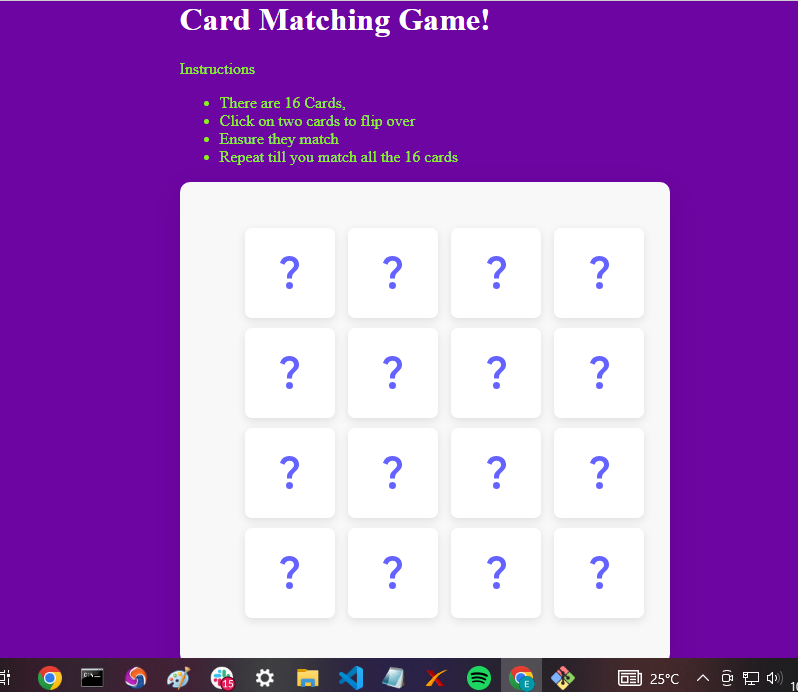 Card Matching Game!
Instructions
There are 16 Cards,
Click on two cards to flip over
Ensure they match
Repeat till you match all the 16 cards
? ? ? ?
? ? ? ?
? ? ? ?
? ? ? ?
15 E 25°C